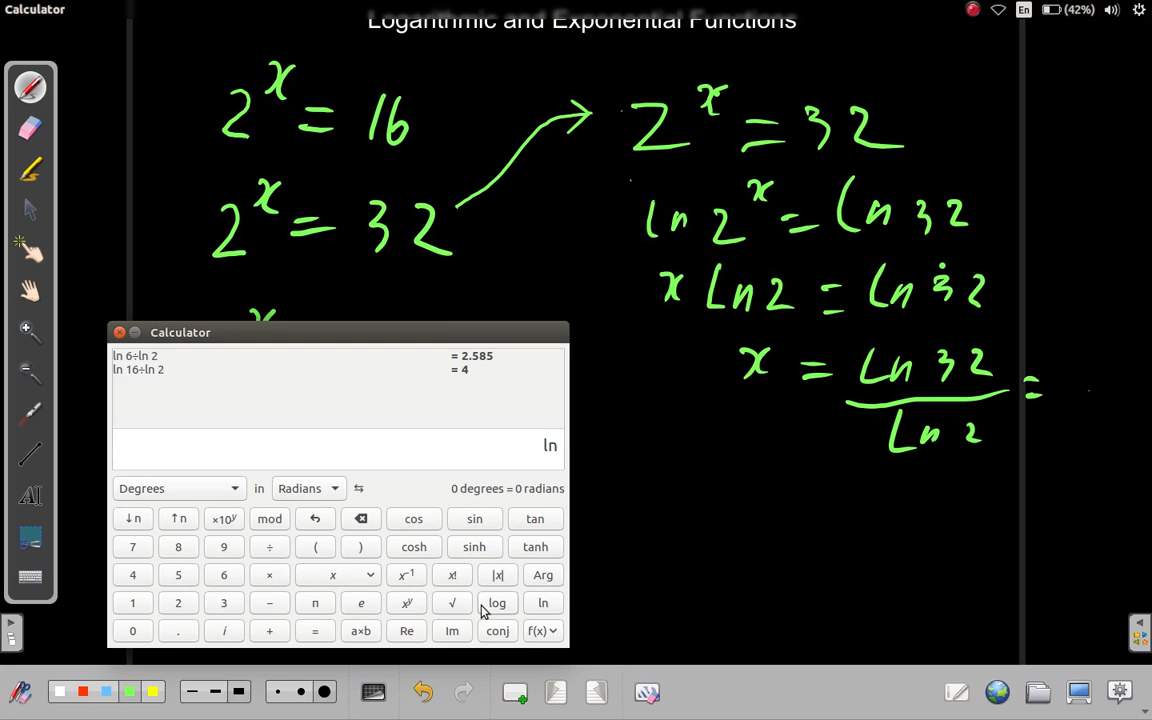 Calculator
En
(42%)
Logarithmic and Exponential Functions
2^x = 16
2^x = 32
x
2^x = 32
ln 2^x = ln 32
x ln 2 = ln 32
x = ln 32 / ln 2 =
Calculator
ln 6÷ln 2 = 2.585
ln 16÷ln 2 = 4
ln
Degrees in Radians ⇆ 0 degrees = 0 radians
↓n ↑n ×10^y mod cos sin tan
7 8 9 ÷ ( ) cosh sinh tanh
4 5 6 × x x⁻¹ x! |x| Arg
1 2 3 − π e x^y √ log ln
0 . i + = a×b Re Im conj f(x)